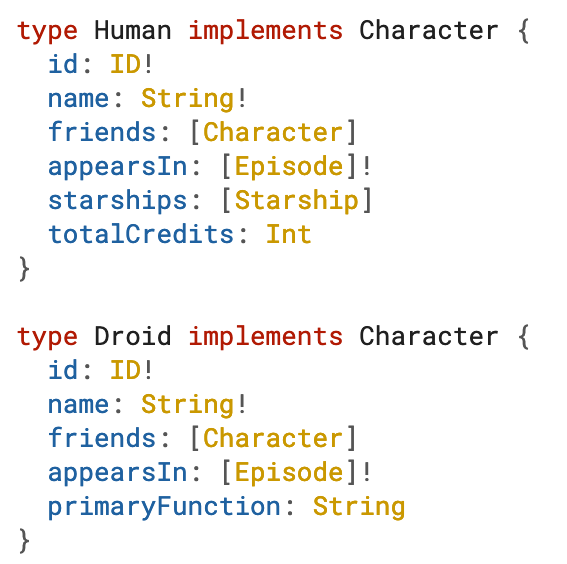 type Human implements Character {
  id: ID!
  name: String!
  friends: [Character]
  appearsIn: [Episode]!
  starships: [Starship]
  totalCredits: Int
}

type Droid implements Character {
  id: ID!
  name: String!
  friends: [Character]
  appearsIn: [Episode]!
  primaryFunction: String
}